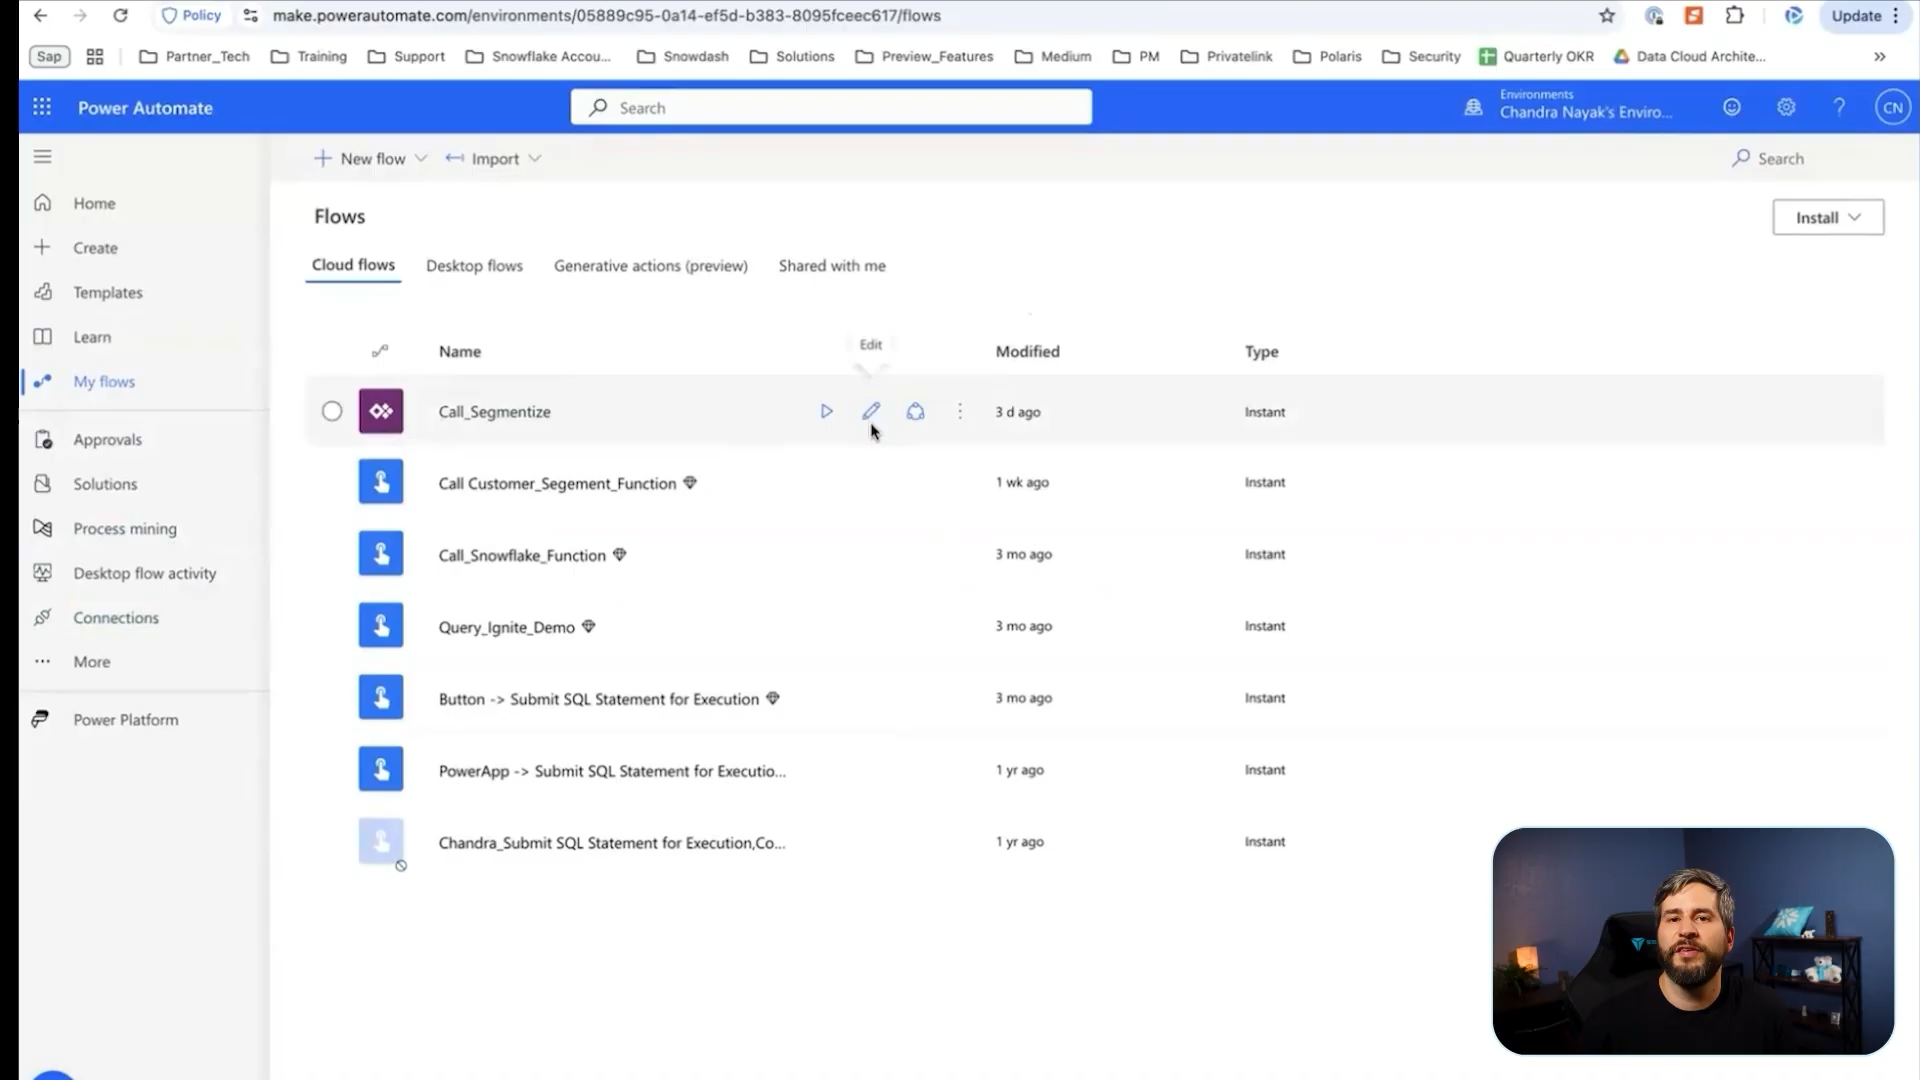 Policy
make.powerautomate.com/environments/05889c95-0a14-ef5d-b383-8095fceec617/flows
Update
Sap
Partner_Tech
Training
Support
Snowflake Accou...
Snowdash
Solutions
Preview_Features
Medium
PM
Privatelink
Polaris
Security
Quarterly OKR
Data Cloud Archite...
Power Automate
Search
Environments
Chandra Nayak's Enviro...
CN
New flow
Import
Search
Home
Create
Templates
Learn
My flows
Approvals
Solutions
Process mining
Desktop flow activity
Connections
More
Power Platform
Flows
Install
Cloud flows
Desktop flows
Generative actions (preview)
Shared with me
Edit
Name
Modified
Type
Call_Segmentize
3 d ago
Instant
Call Customer_Segement_Function
1 wk ago
Instant
Call_Snowflake_Function
3 mo ago
Instant
Query_Ignite_Demo
3 mo ago
Instant
Button -> Submit SQL Statement for Execution
3 mo ago
Instant
PowerApp -> Submit SQL Statement for Executio...
1 yr ago
Instant
Chandra_Submit SQL Statement for Execution,Co...
1 yr ago
Instant